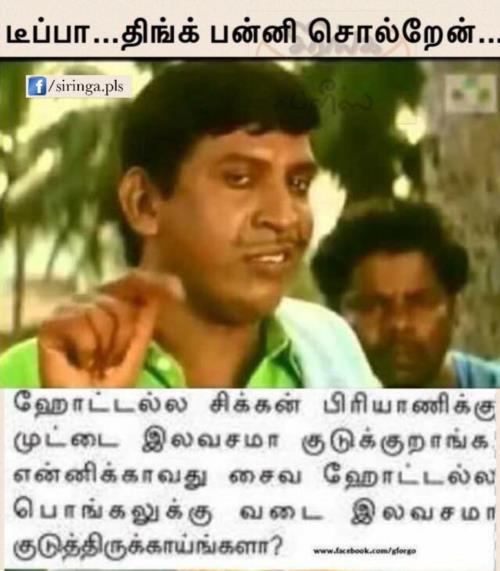 டீப்பா...திங்க் பன்னி சொல்றேன்...
f/siringa.pls
ப்ளீஸ்
ஹோட்டல்ல சிக்கன் பிரியாணிக்கு
முட்டை இலவசமா குடுக்குறாங்க
என்னிக்காவது சைவ ஹோட்டல்ல
பொங்கலுக்கு வடை இலவசமா
குடுத்திருக்காய்ங்களா?
www.facebook.com/gforgo